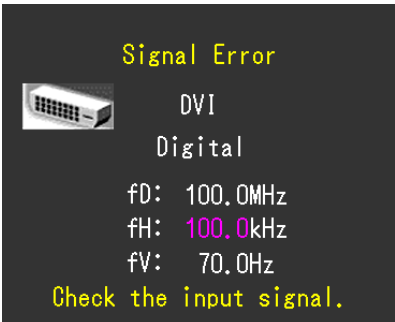 Signal Error
DVI
Digital
fD: 100.0MHz
fH: 100.0kHz
fV: 70.0Hz
Check the input signal.